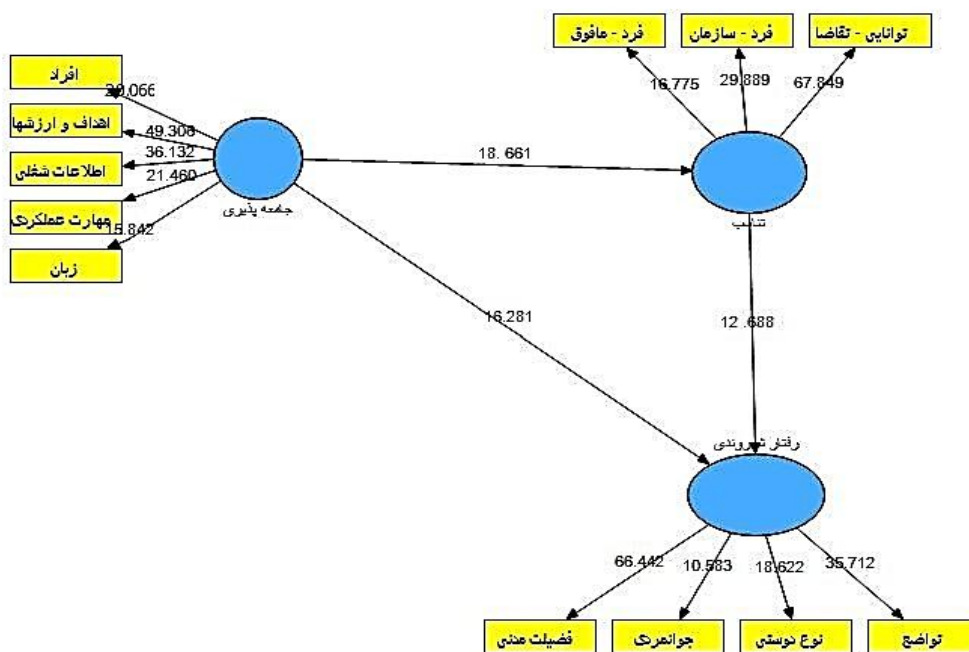 فرد - مافوق
فرد - سازمان
توانایی - تقاضا
16.775
29.889
67.849
افراد
اهداف و ارزشها
49.306
اطلاعات شغلی
36.132
21.460
مهارت عملکردی
15.842
زبان
جامعه پذیری
18. 661
تناسب
16.281
12 .688
رفتار شهروندی
66.442
10.583
18.622
35.712
فضیلت مدنی
جوانمردی
نوع دوستی
تواضع